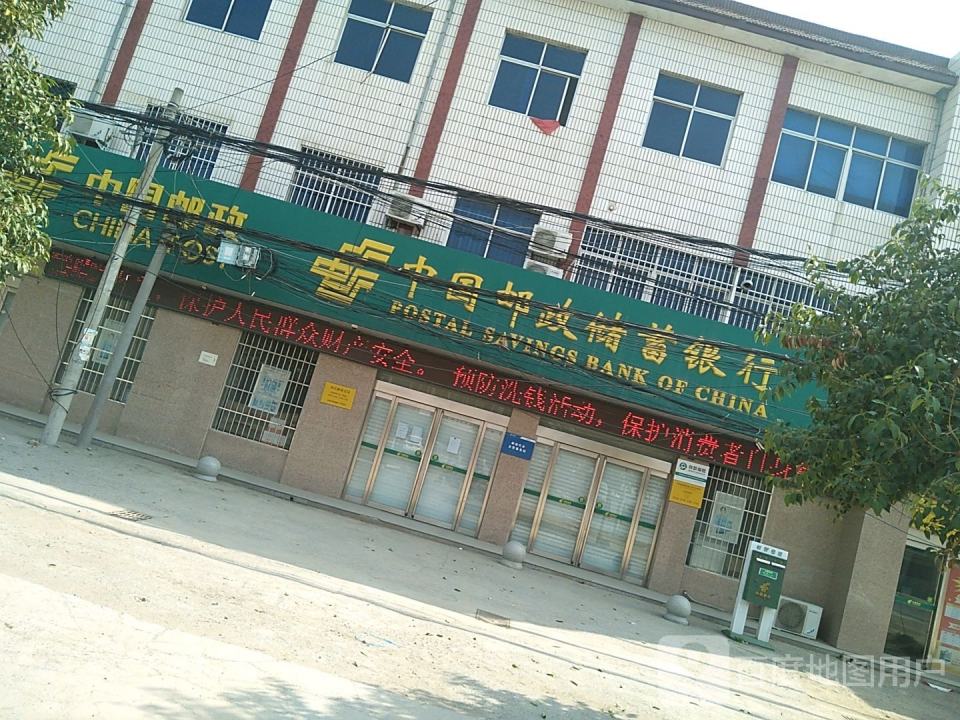 中国邮政
CHINA POST
中国邮政储蓄银行
POSTAL SAVINGS BANK OF CHINA
保护人民群众财产安全。 预防洗钱活动，保护消费者自身
百度地图用户